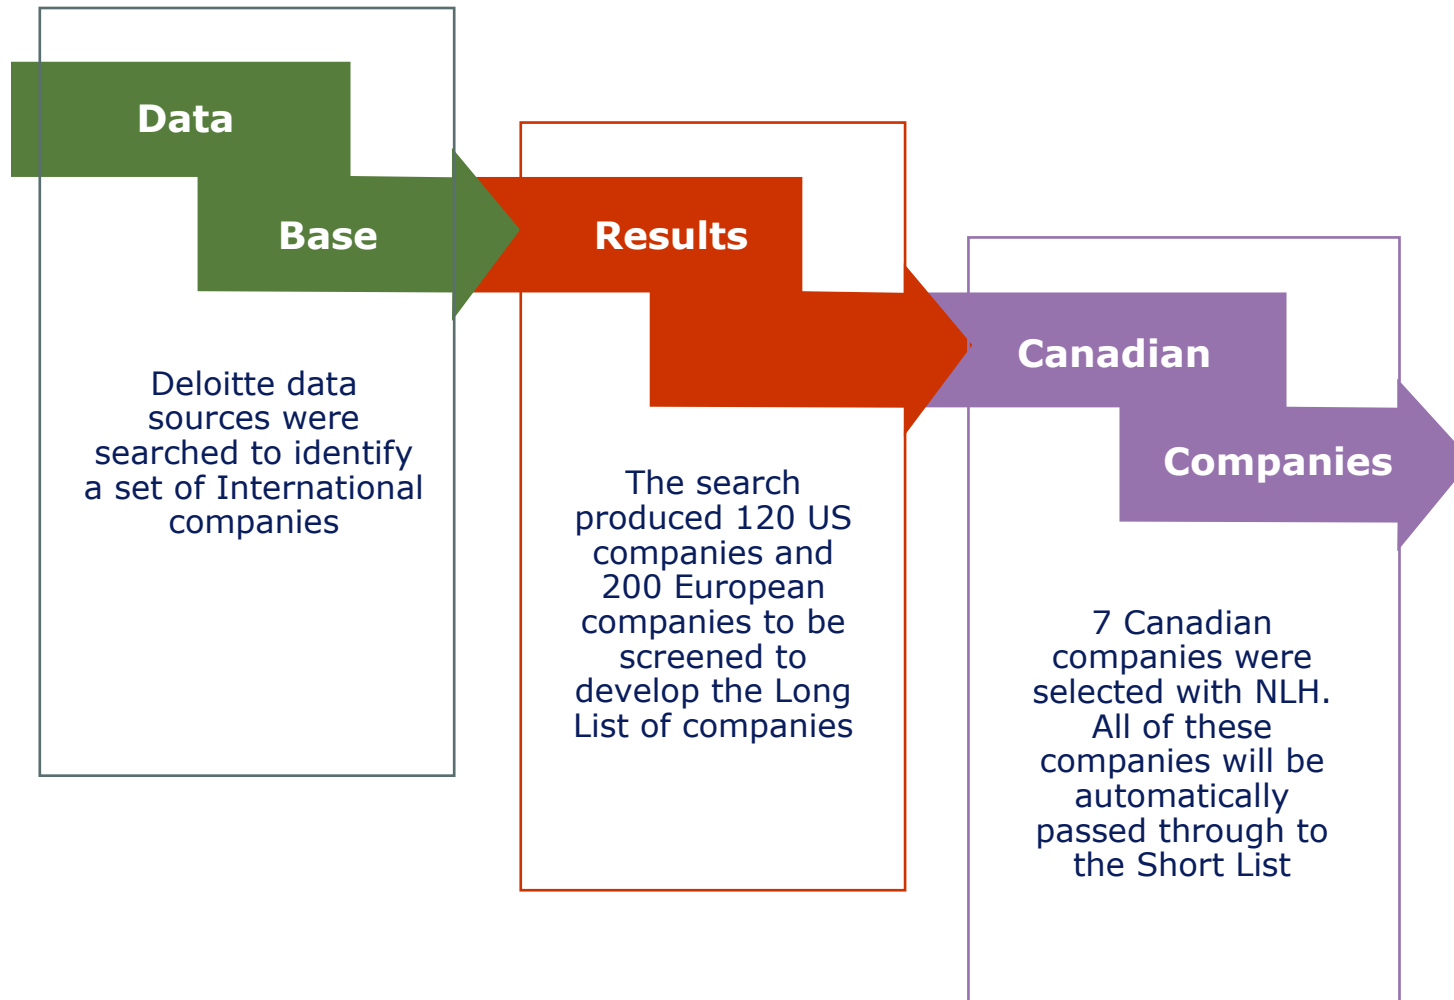 Data
Base
Deloitte data
sources were
searched to identify
a set of International
companies
Results
The search
produced 120 US
companies and
200 European
companies to be
screened to
develop the Long
List of companies
Canadian
Companies
7 Canadian
companies were
selected with NLH.
All of these
companies will be
automatically
passed through to
the Short List